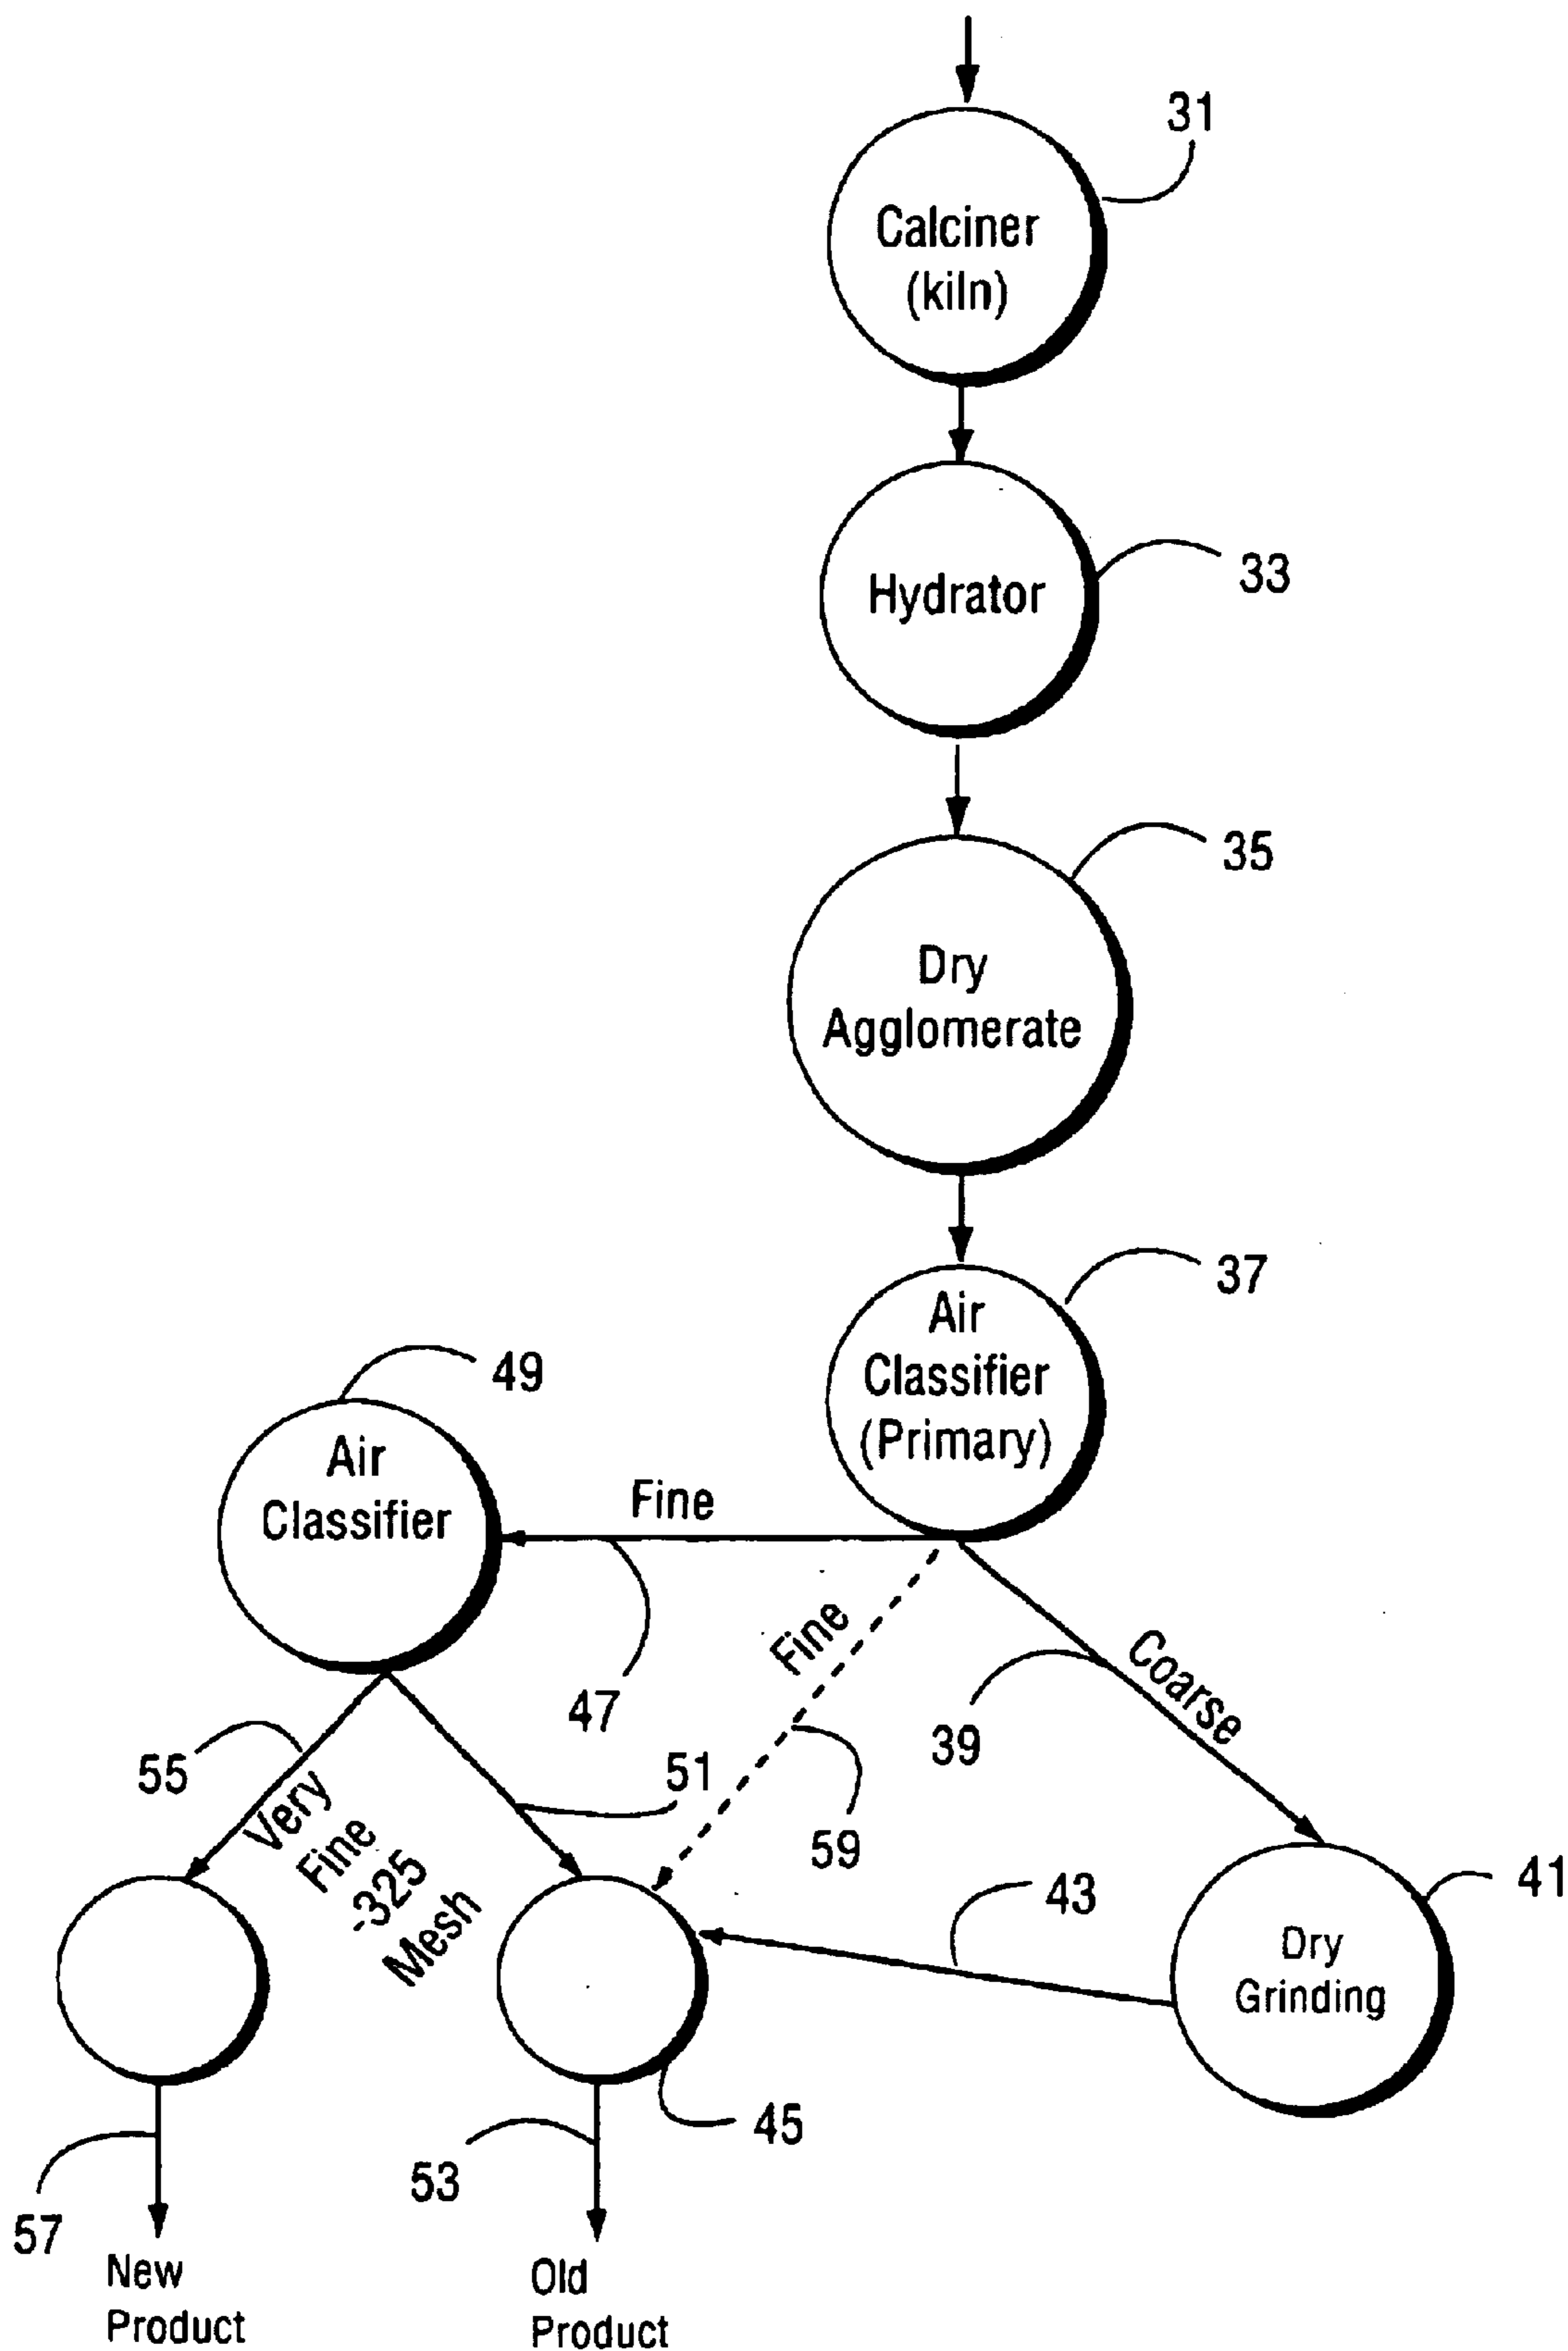 31
Calciner
(kiln)
Hydrator
33
35
Dry
Agglomerate
37
Air
Classifier
(Primary)
49
Air
Classifier
Fine
47
Fine
59
39
Coarse
55
Very
Fine
-325
Mesh
51
43
41
Dry
Grinding
45
53
57
New
Product
Old
Product